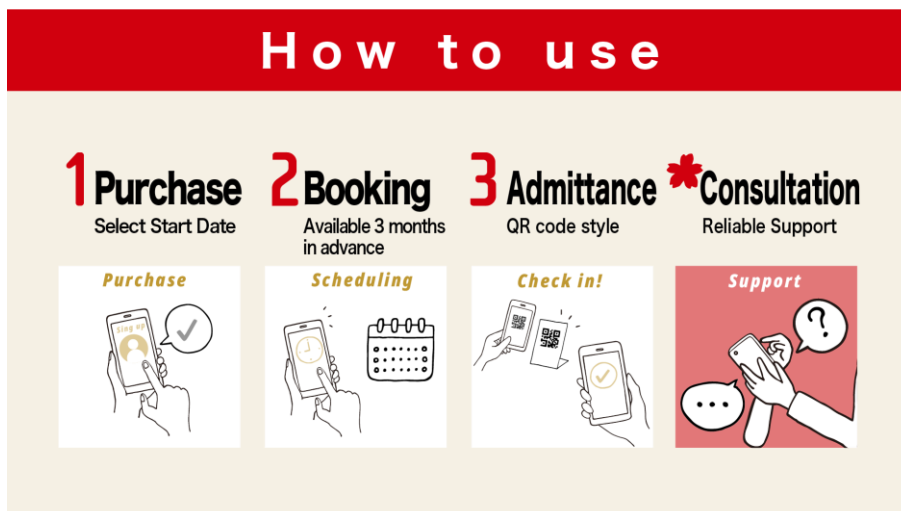 How to use
1 Purchase
Select Start Date
Purchase
Sing up
2 Booking
Available 3 months
in advance
Scheduling
3 Admittance
QR code style
Check in!
Consultation
Reliable Support
Support
?
...